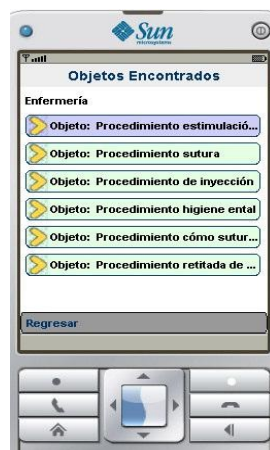 Sun
microsystems
Objetos Encontrados
Enfermería
Objeto: Procedimiento estimulació...
Objeto: Procedimiento sutura
Objeto: Procedimiento de inyección
Objeto: Procedimiento higiene ental
Objeto: Procedimiento cómo sutur...
Objeto: Procedimiento retitada de ...
Regresar